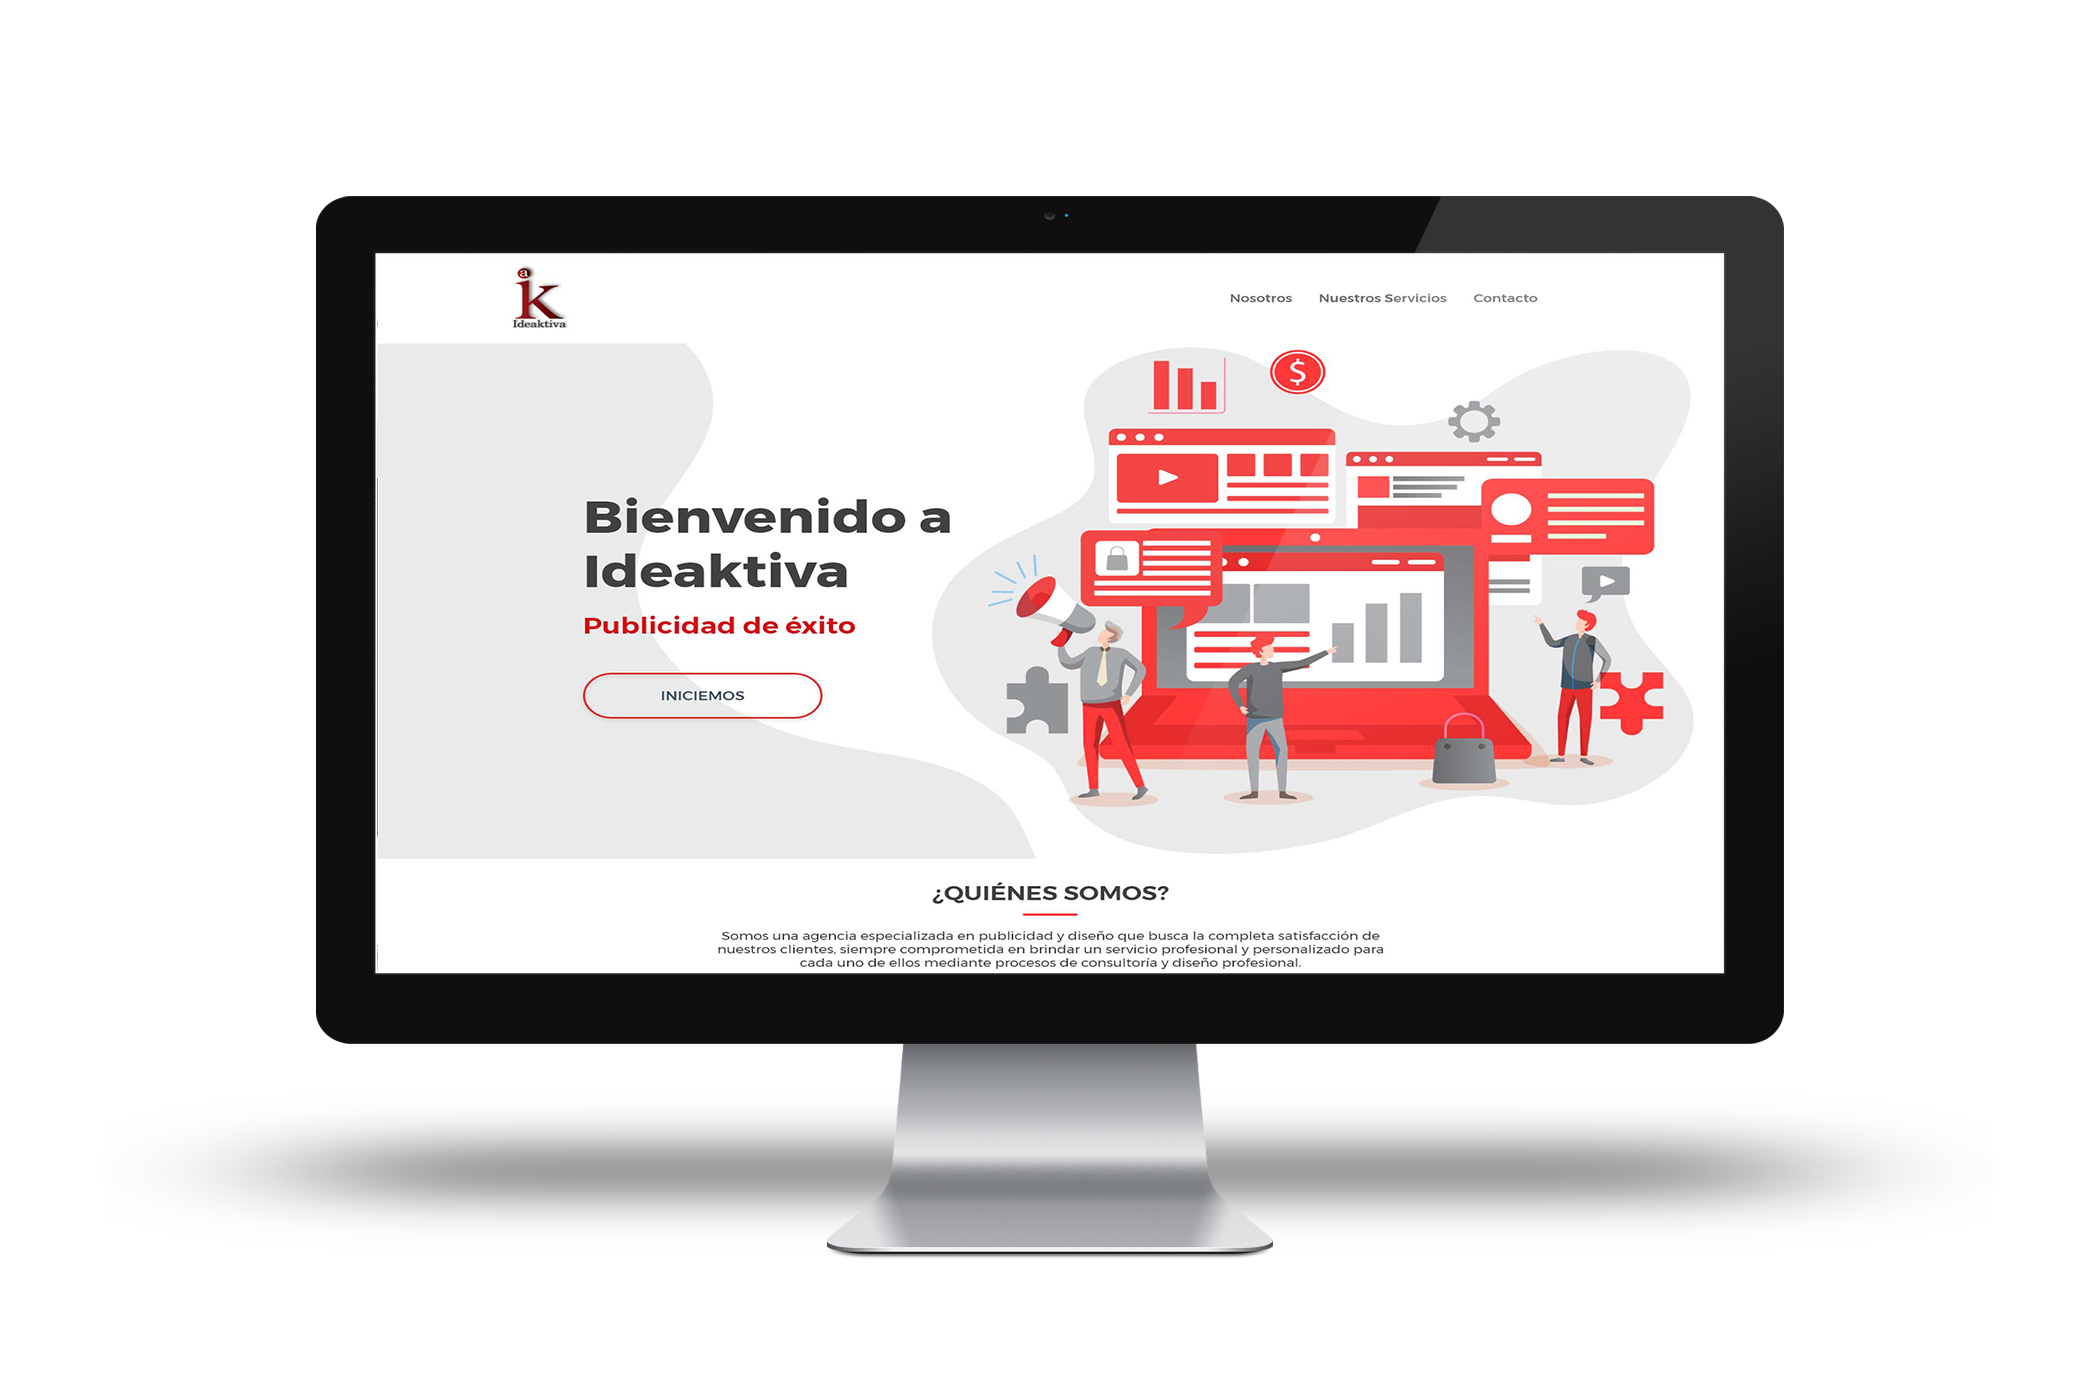 a
ik
Ideaktiva
Nosotros Nuestros Servicios Contacto
$
Bienvenido a
Ideaktiva
Publicidad de éxito
INICIEMOS
¿QUIÉNES SOMOS?
Somos una agencia especializada en publicidad y diseño que busca la completa satisfacción de
nuestros clientes, siempre comprometida en brindar un servicio profesional y personalizado para
cada uno de ellos mediante procesos de consultoría y diseño profesional.